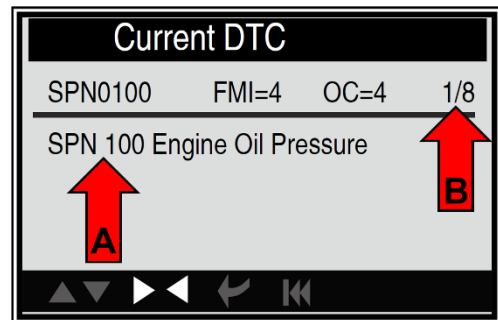 Current DTC
SPN0100 FMI=4 OC=4 1/8
SPN 100 Engine Oil Pressure
A
B